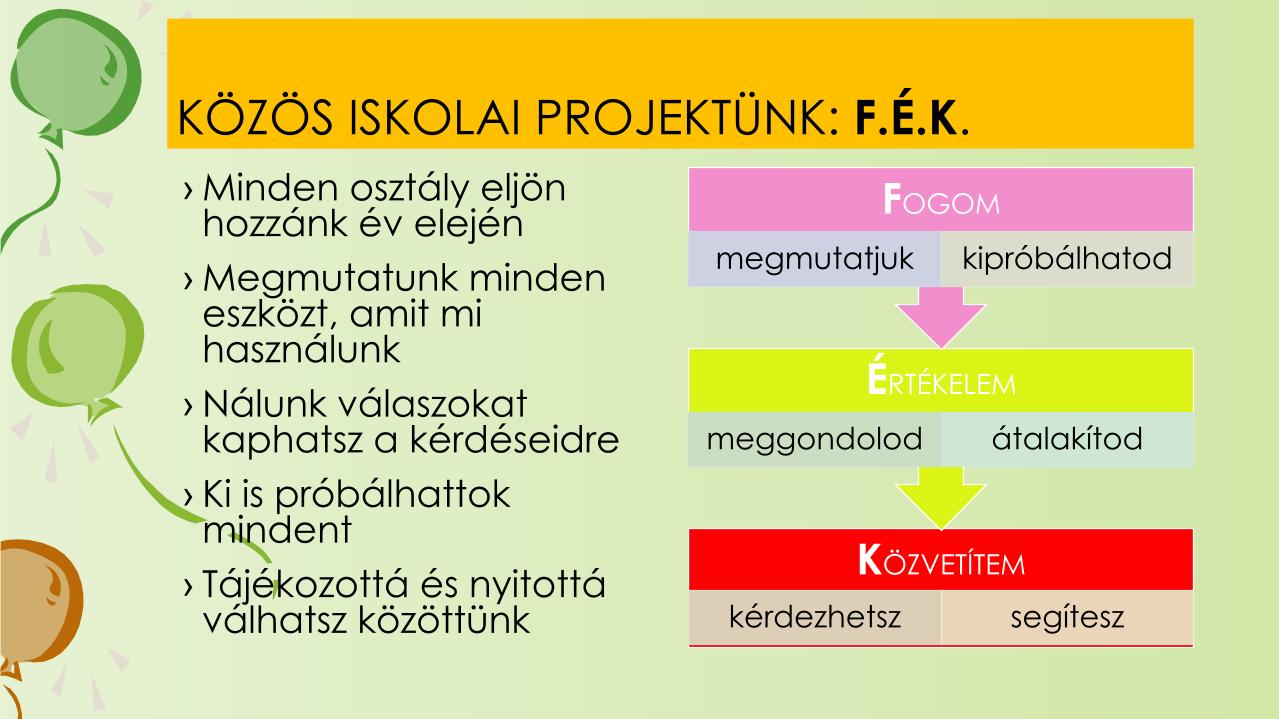 KÖZÖS ISKOLAI PROJEKTÜNK: F.É.K.
› Minden osztály eljön
hozzánk év elején
› Megmutatunk minden
eszközt, amit mi
használunk
› Nálunk válaszokat
kaphatsz a kérdéseidre
› Ki is próbálhattok
mindent
› Tájékozottá és nyitottá
válhatsz közöttünk
FOGOM
megmutatjuk kipróbálhatod
ÉRTÉKELEM
meggondolod átalakítod
KÖZVETÍTEM
kérdezhetsz segítesz